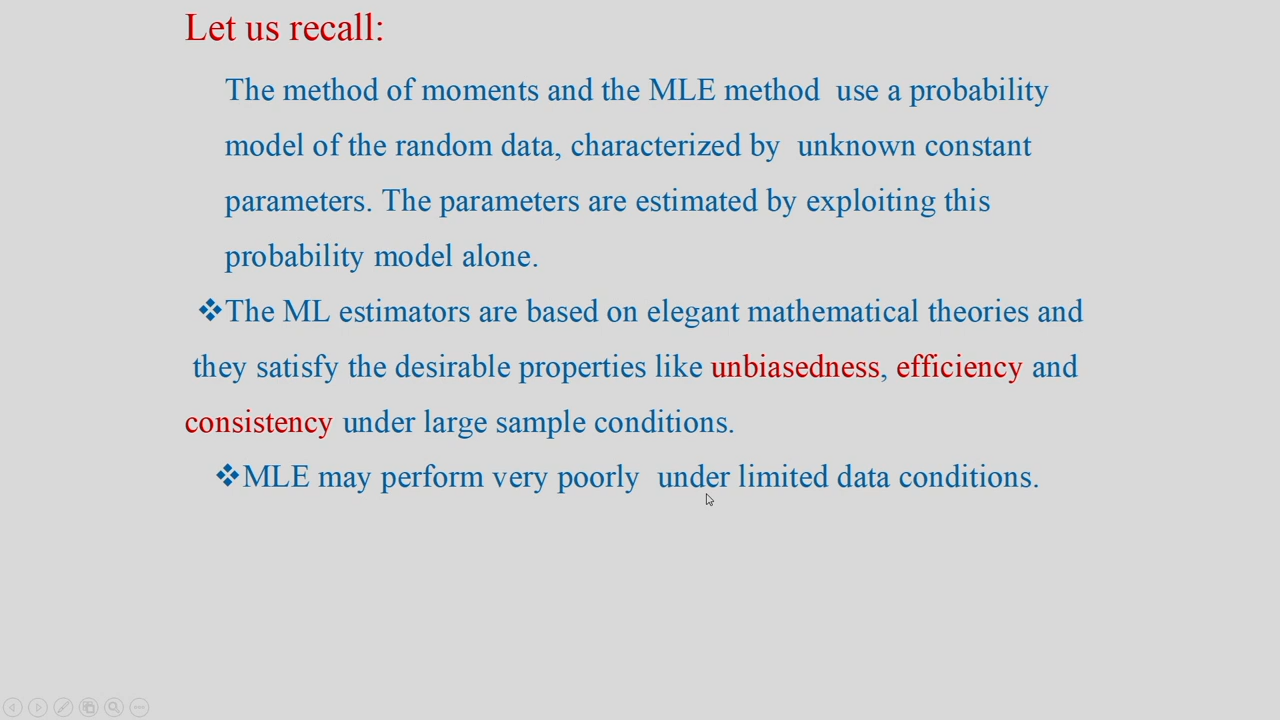 Let us recall:
The method of moments and the MLE method use a probability
model of the random data, characterized by unknown constant
parameters. The parameters are estimated by exploiting this
probability model alone.
❖The ML estimators are based on elegant mathematical theories and
they satisfy the desirable properties like unbiasedness, efficiency and
consistency under large sample conditions.
❖MLE may perform very poorly under limited data conditions.